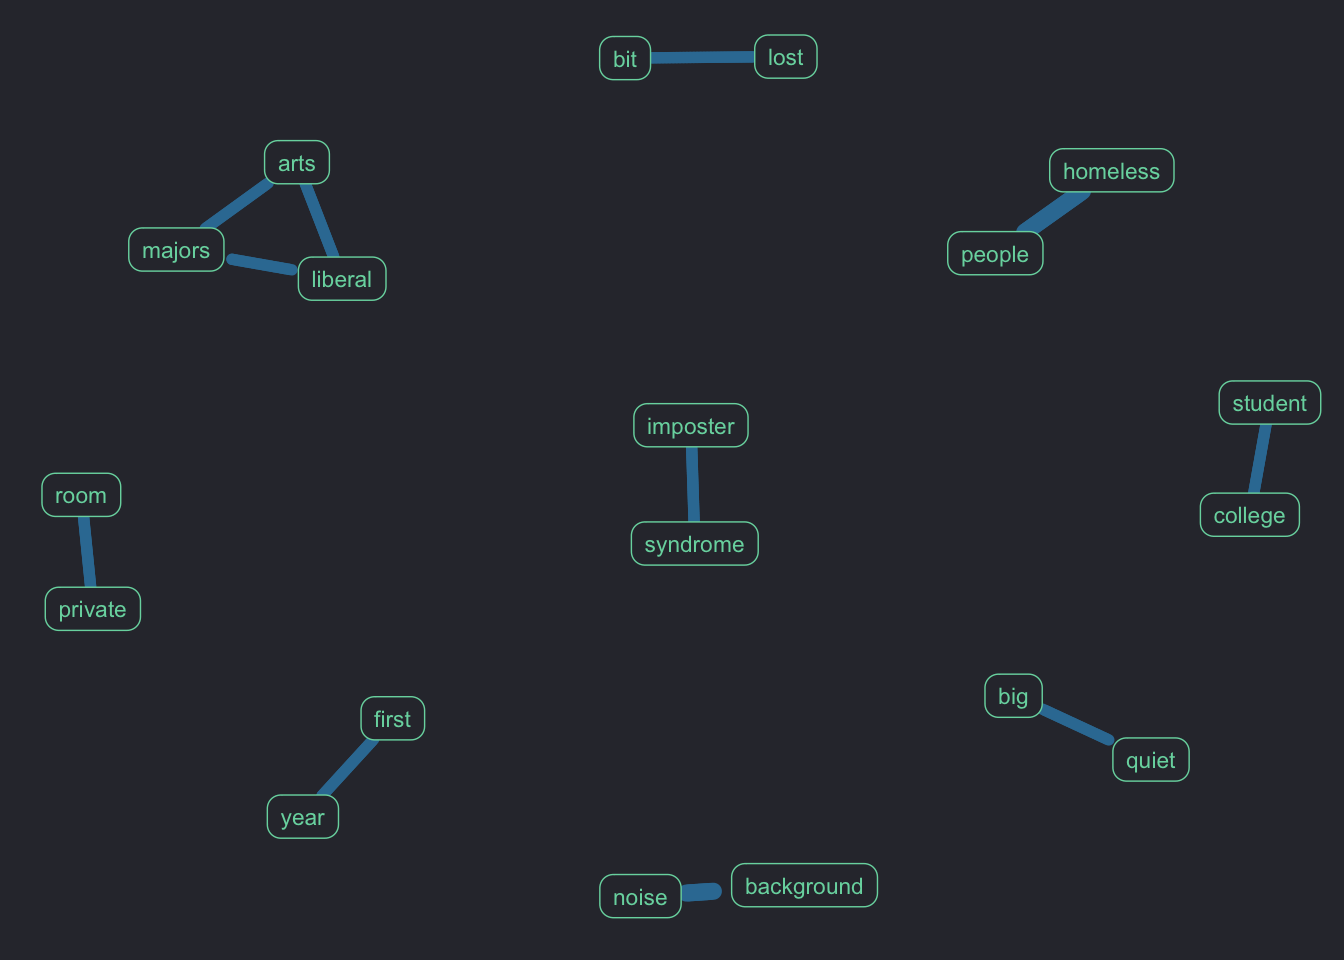 bit
lost
arts
homeless
majors
people
liberal
student
imposter
room
college
syndrome
private
big
first
quiet
year
background
noise